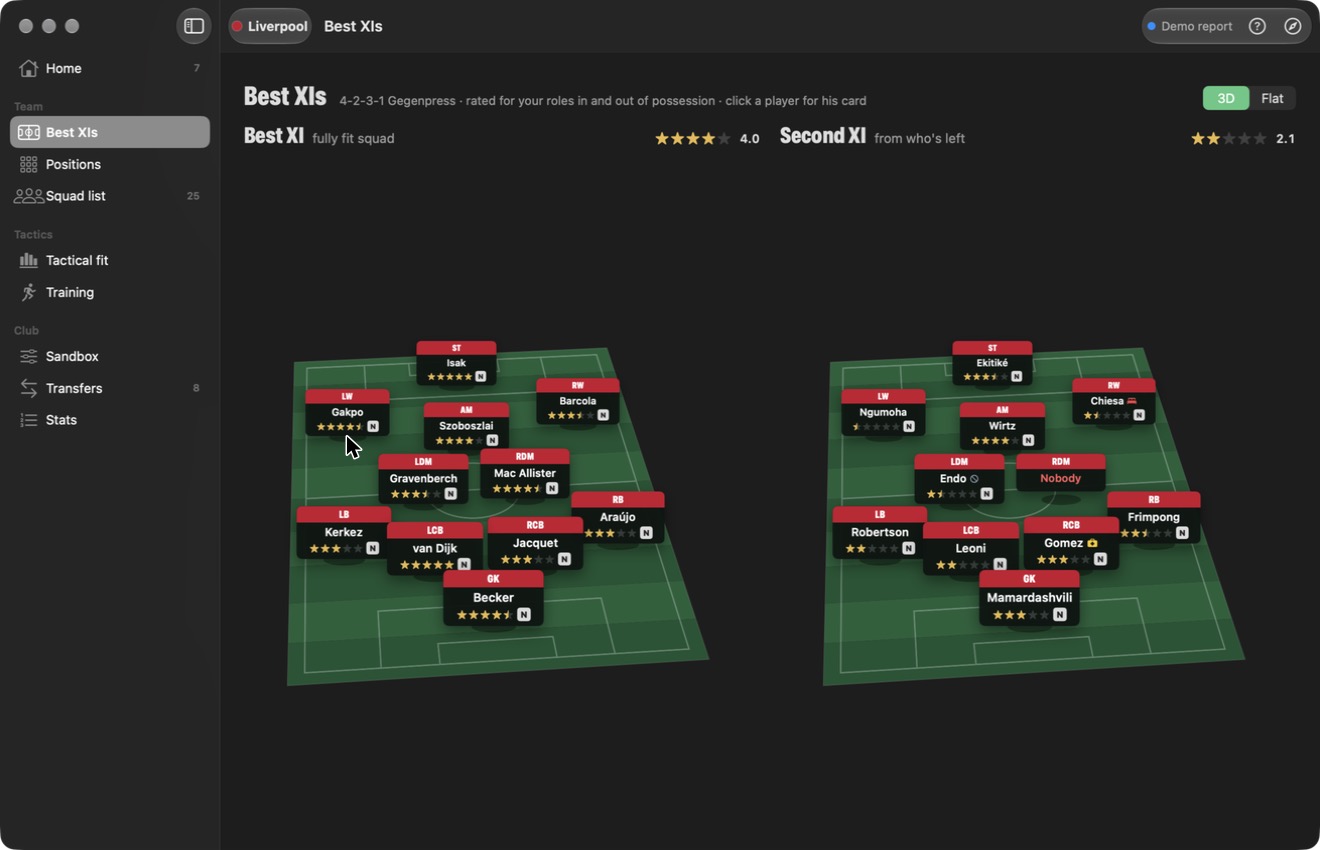 Liverpool
Best XIs
Demo report
Home 7
Team
Best XIs
Positions
Squad list 25
Tactics
Tactical fit
Training
Club
Sandbox
Transfers 8
Stats
Best XIs 4-2-3-1 Gegenpress · rated for your roles in and out of possession · click a player for his card
3D Flat
Best XI fully fit squad 4.0
Second XI from who's left 2.1
ST
Isak
N
LW
Gakpo
N
RW
Barcola
N
AM
Szoboszlai
N
LDM
Gravenberch
N
RDM
Mac Allister
N
RB
Araújo
N
LB
Kerkez
N
LCB
van Dijk
N
RCB
Jacquet
N
GK
Becker
N
ST
Ekitiké
N
LW
Ngumoha
N
RW
Chiesa
N
AM
Wirtz
N
LDM
Endo
N
RDM
Nobody
RB
Frimpong
N
LB
Robertson
N
LCB
Leoni
N
RCB
Gomez
N
GK
Mamardashvili
N